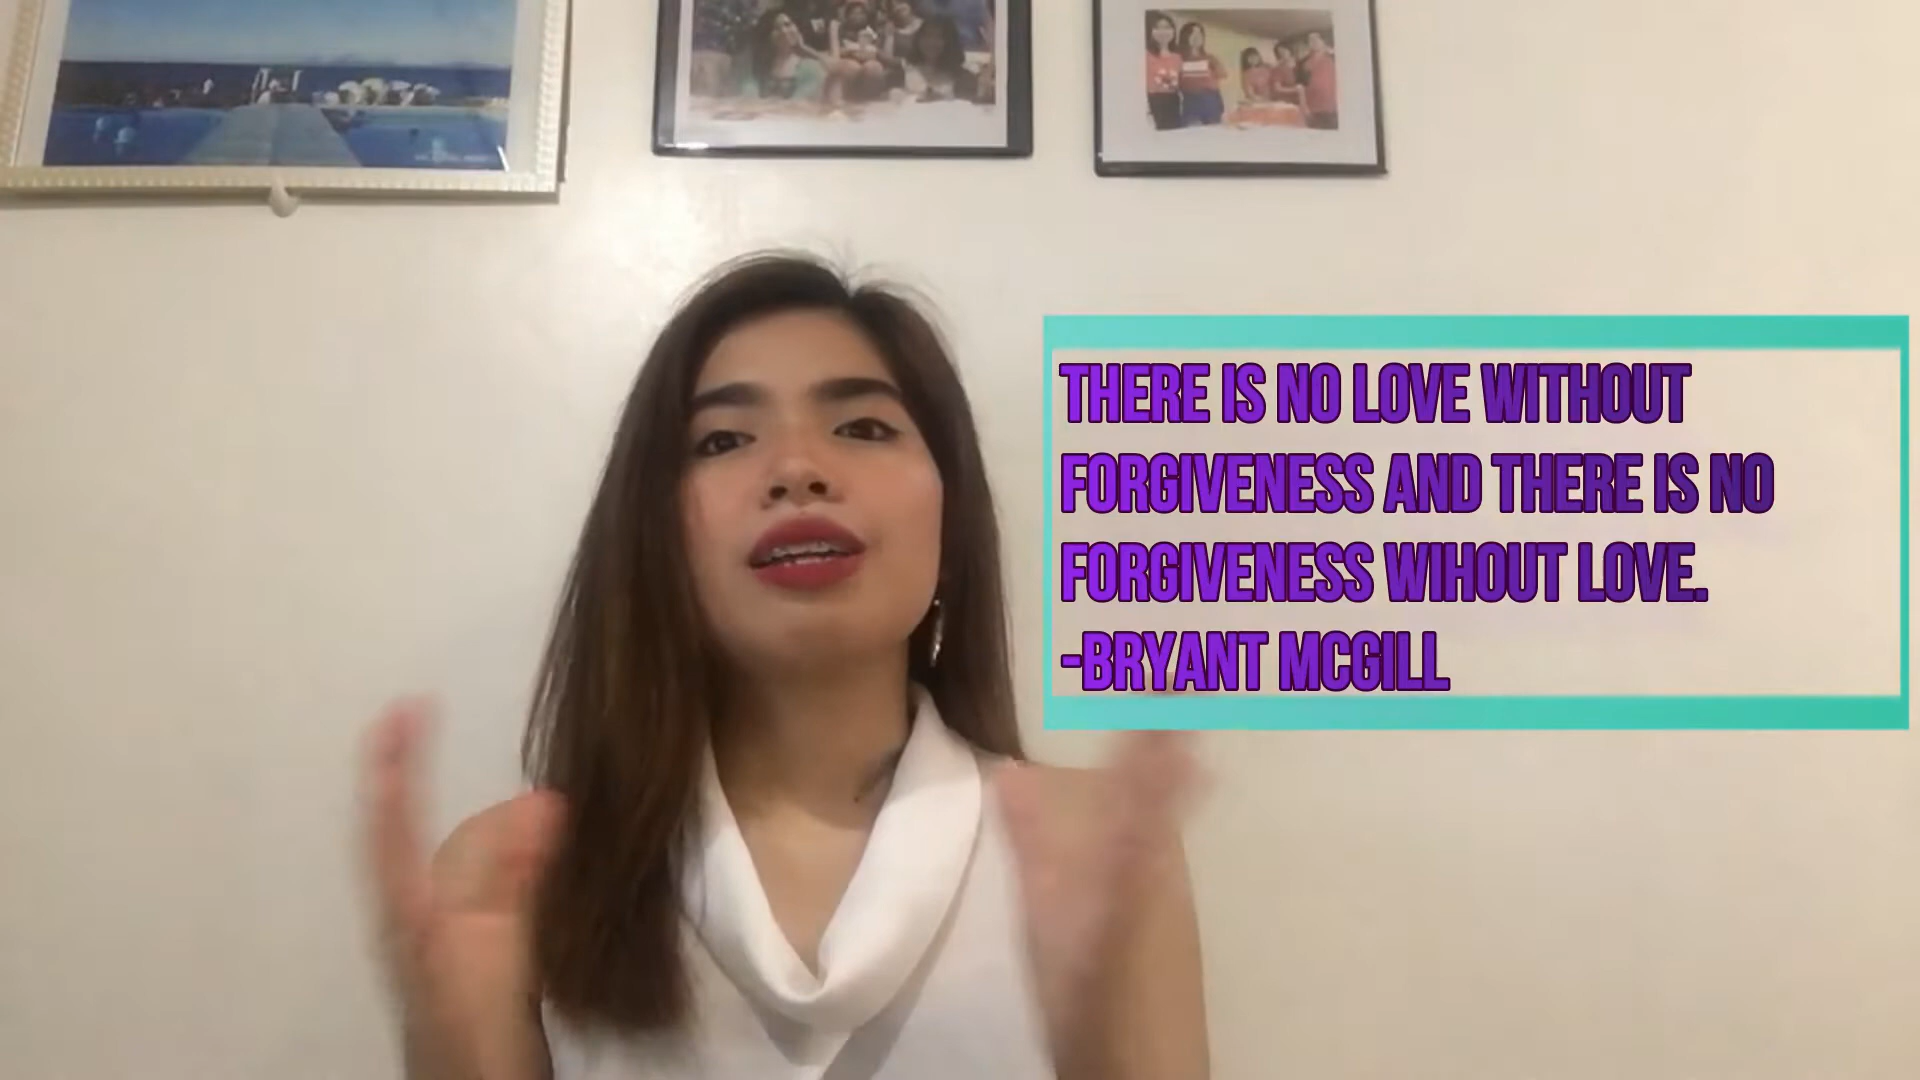 THERE IS NO LOVE WITHOUT
FORGIVENESS AND THERE IS NO
FORGIVENESS WIHOUT LOVE.
-BRYANT MCGILL